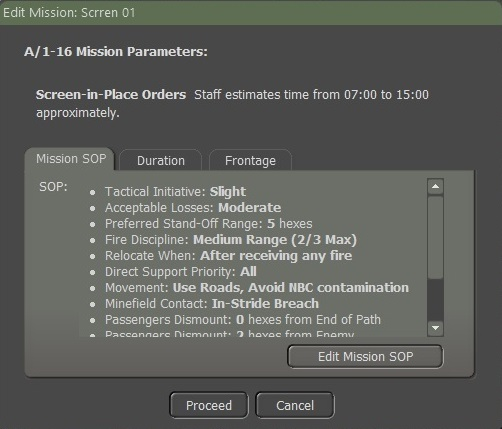 Edit Mission: Scrren 01
A/1-16 Mission Parameters:
Screen-in-Place Orders Staff estimates time from 07:00 to 15:00
approximately.
Mission SOP Duration Frontage
SOP:
• Tactical Initiative: Slight
• Acceptable Losses: Moderate
• Preferred Stand-Off Range: 5 hexes
• Fire Discipline: Medium Range (2/3 Max)
• Relocate When: After receiving any fire
• Direct Support Priority: All
• Movement: Use Roads, Avoid NBC contamination
• Minefield Contact: In-Stride Breach
• Passengers Dismount: 0 hexes from End of Path
• Passengers Dismount: 2 hexes from Enemy
Edit Mission SOP
Proceed Cancel